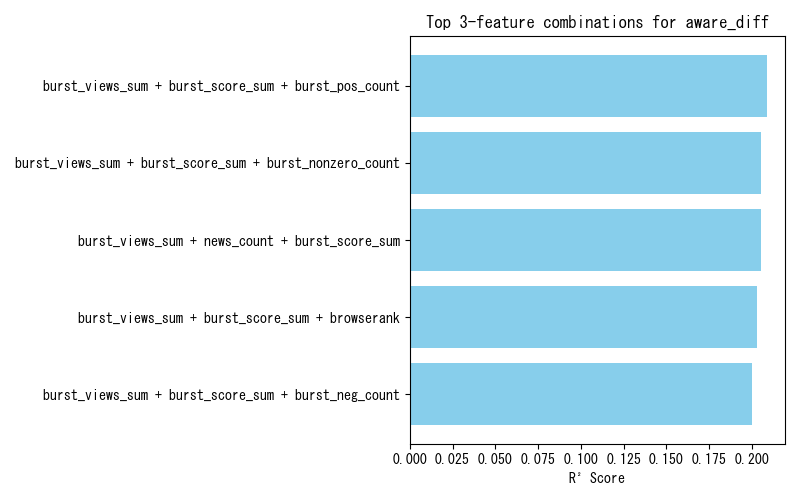 Top 3-feature combinations for aware_diff
burst_views_sum + burst_score_sum + burst_pos_count
burst_views_sum + burst_score_sum + burst_nonzero_count
burst_views_sum + news_count + burst_score_sum
burst_views_sum + burst_score_sum + browserank
burst_views_sum + burst_score_sum + burst_neg_count
0.000 0.025 0.050 0.075 0.100 0.125 0.150 0.175 0.200
R² Score